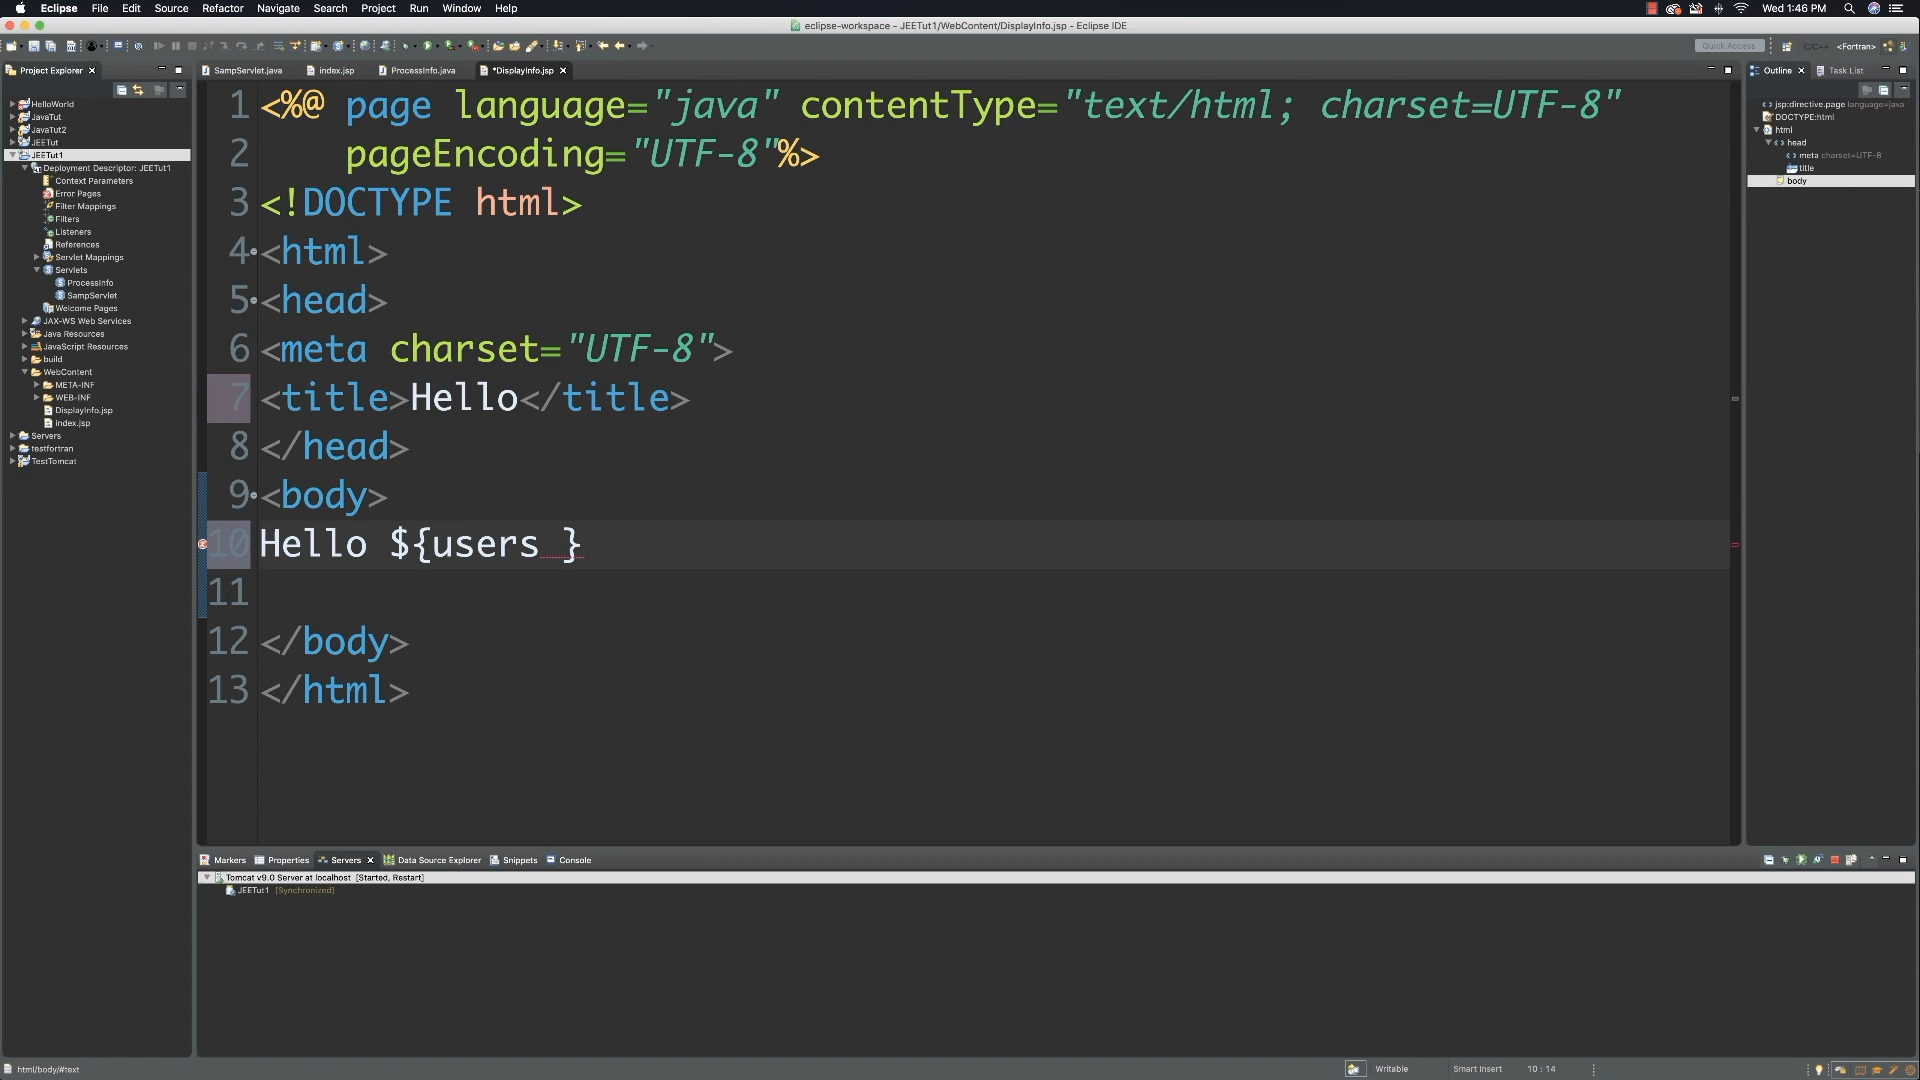 Eclipse File Edit Source Refactor Navigate Search Project Run Window Help Wed 1:46 PM
eclipse-workspace - JEETut1/WebContent/DisplayInfo.jsp - Eclipse IDE
Quick Access C/C++ <Fortran>
Project Explorer
HelloWorld
JavaTut
JavaTut2
JEETut
JEETut1
Deployment Descriptor: JEETut1
Context Parameters
Error Pages
Filter Mappings
Filters
Listeners
References
Servlet Mappings
Servlets
ProcessInfo
SampServlet
Welcome Pages
JAX-WS Web Services
Java Resources
JavaScript Resources
build
WebContent
META-INF
WEB-INF
DisplayInfo.jsp
index.jsp
Servers
testfortran
TestTomcat
SampServlet.java index.jsp ProcessInfo.java *DisplayInfo.jsp
1 <%@ page language="java" contentType="text/html; charset=UTF-8"
2 pageEncoding="UTF-8"%>
3 <!DOCTYPE html>
4 <html>
5 <head>
6 <meta charset="UTF-8">
7 <title>Hello</title>
8 </head>
9 <body>
10 Hello ${users }
11
12 </body>
13 </html>
Outline Task List
jsp:directive.page language=java
DOCTYPE:html
html
head
meta charset=UTF-8
title
body
Markers Properties Servers Data Source Explorer Snippets Console
Tomcat v9.0 Server at localhost [Started, Restart]
JEETut1 [Synchronized]
html/body/#text Writable Smart Insert 10 : 14